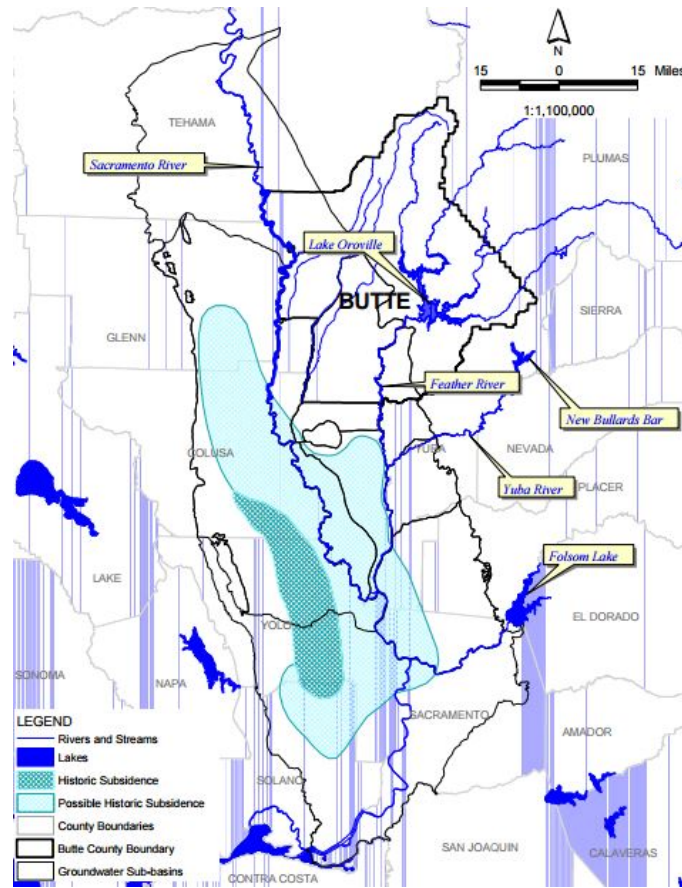 N
15 0 15 Miles
1:1,100,000
TEHAMA
PLUMAS
Sacramento River
Lake Oroville
BUTTE
SIERRA
GLENN
Feather River
New Bullards Bar
COLUSA
YUBA
NEVADA
Yuba River
PLACER
Folsom Lake
LAKE
EL DORADO
YOLO
SONOMA
NAPA
SACRAMENTO
AMADOR
LEGEND
Rivers and Streams
Lakes
Historic Subsidence
Possible Historic Subsidence
County Boundaries
Butte County Boundary
Groundwater Sub-basins
SOLANO
SAN JOAQUIN
CALAVERAS
CONTRA COSTA